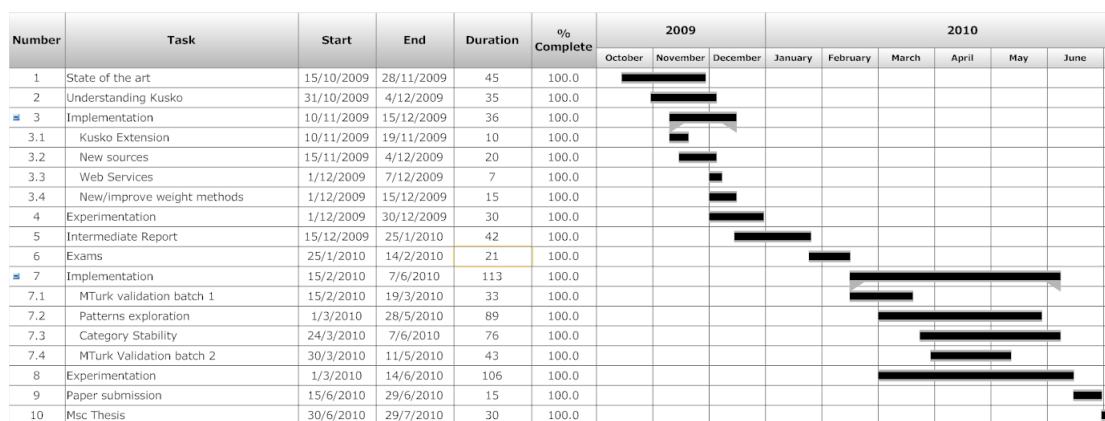 Number Task Start End Duration % Complete 2009 2010
October November December January February March April May June
1 State of the art 15/10/2009 28/11/2009 45 100.0
2 Understanding Kusko 31/10/2009 4/12/2009 35 100.0
3 Implementation 10/11/2009 15/12/2009 36 100.0
3.1 Kusko Extension 10/11/2009 19/11/2009 10 100.0
3.2 New sources 15/11/2009 4/12/2009 20 100.0
3.3 Web Services 1/12/2009 7/12/2009 7 100.0
3.4 New/improve weight methods 1/12/2009 15/12/2009 15 100.0
4 Experimentation 1/12/2009 30/12/2009 30 100.0
5 Intermediate Report 15/12/2009 25/1/2010 42 100.0
6 Exams 25/1/2010 14/2/2010 21 100.0
7 Implementation 15/2/2010 7/6/2010 113 100.0
7.1 MTurk validation batch 1 15/2/2010 19/3/2010 33 100.0
7.2 Patterns exploration 1/3/2010 28/5/2010 89 100.0
7.3 Category Stability 24/3/2010 7/6/2010 76 100.0
7.4 MTurk Validation batch 2 30/3/2010 11/5/2010 43 100.0
8 Experimentation 1/3/2010 14/6/2010 106 100.0
9 Paper submission 15/6/2010 29/6/2010 15 100.0
10 Msc Thesis 30/6/2010 29/7/2010 30 100.0